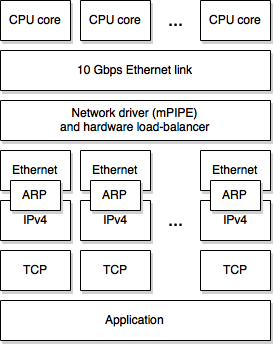 CPU core CPU core ... CPU core
10 Gbps Ethernet link
Network driver (mPIPE)
and hardware load-balancer
Ethernet Ethernet Ethernet
ARP ARP ARP
IPv4 IPv4 ... IPv4
TCP TCP ... TCP
Application